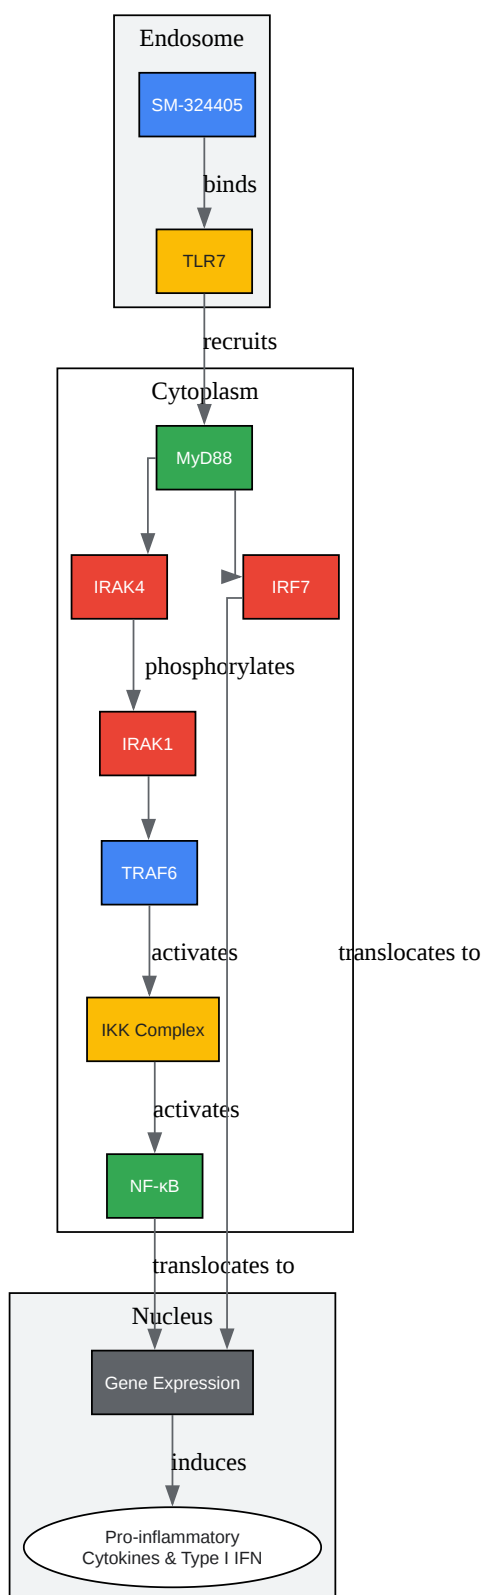 Endosome
SM-324405
binds
TLR7
recruits
Cytoplasm
MyD88
IRAK4
IRF7
phosphorylates
IRAK1
TRAF6
activates
translocates to
IKK Complex
activates
NF-κB
translocates to
Nucleus
Gene Expression
induces
Pro-inflammatory
Cytokines & Type I IFN